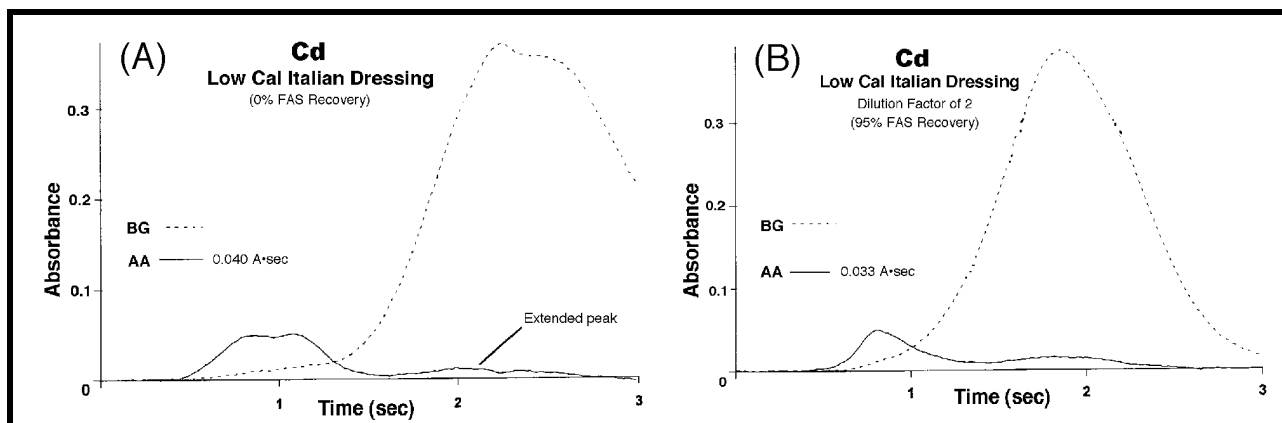 (A)
Cd
Low Cal Italian Dressing
(0% FAS Recovery)
0.3
0.2
0.1
0
Absorbance
BG
AA 0.040 A•sec
Extended peak
1 2 3
Time (sec)
(B)
Cd
Low Cal Italian Dressing
Dilution Factor of 2
(95% FAS Recovery)
0.3
0.2
0.1
0
Absorbance
BG
AA 0.033 A•sec
1 2 3
Time (sec)